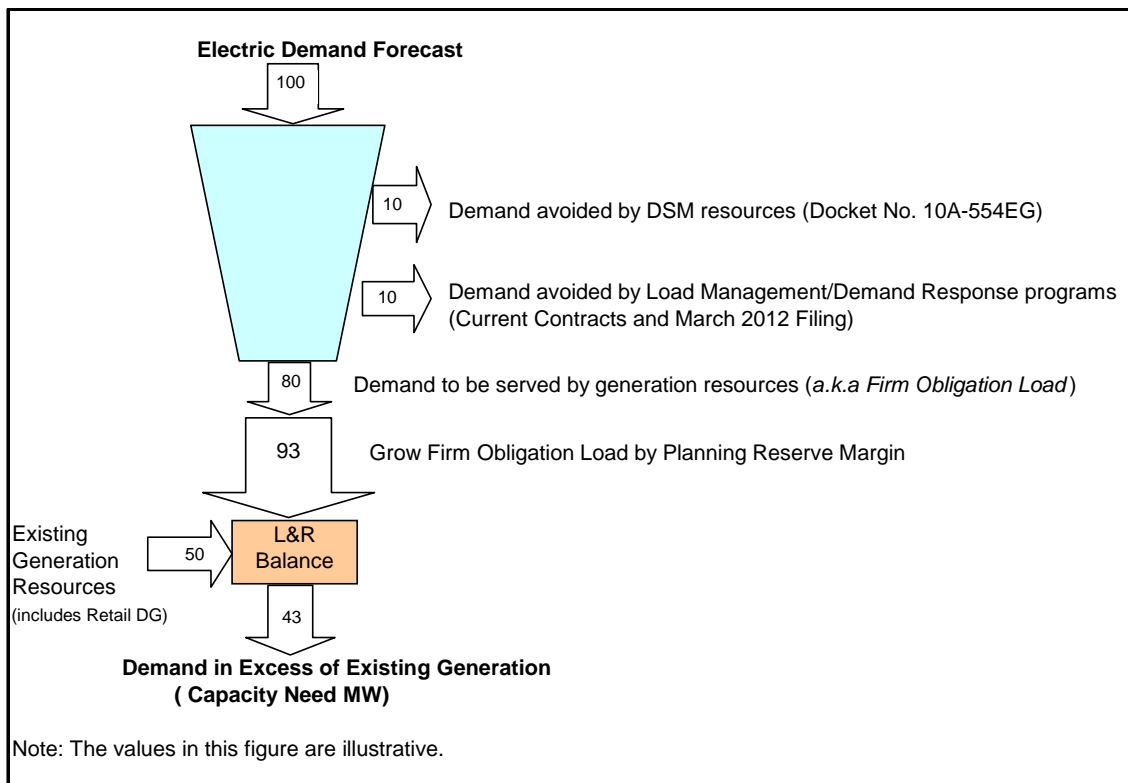 Electric Demand Forecast
100
10
Demand avoided by DSM resources (Docket No. 10A-554EG)
10
Demand avoided by Load Management/Demand Response programs
(Current Contracts and March 2012 Filing)
80
Demand to be served by generation resources (a.k.a Firm Obligation Load)
93
Grow Firm Obligation Load by Planning Reserve Margin
Existing
Generation
Resources
(includes Retail DG)
50
L&R
Balance
43
Demand in Excess of Existing Generation
( Capacity Need MW)
Note: The values in this figure are illustrative.